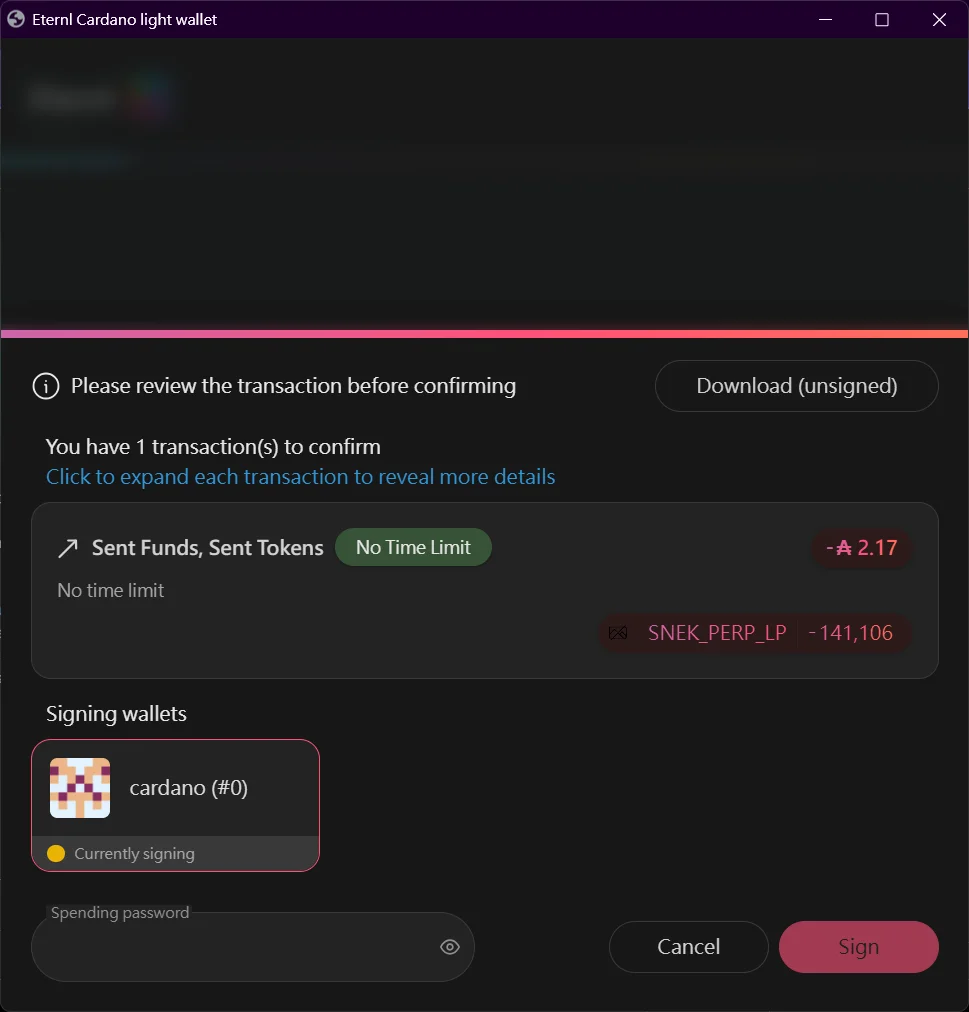 Eternl Cardano light wallet
Please review the transaction before confirming
Download (unsigned)
You have 1 transaction(s) to confirm
Click to expand each transaction to reveal more details
Sent Funds, Sent Tokens
No Time Limit
-₳ 2.17
No time limit
SNEK_PERP_LP
-141,106
Signing wallets
cardano (#0)
Currently signing
Spending password
Cancel
Sign